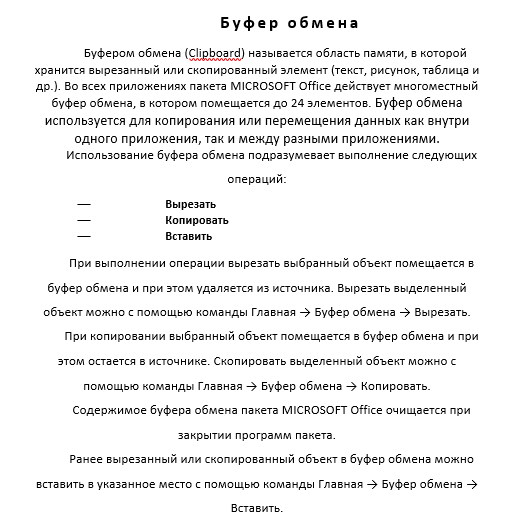 Буфер обмена
Буфером обмена (Clipboard) называется область памяти, в которой
хранится вырезанный или скопированный элемент (текст, рисунок, таблица и
др.). Во всех приложениях пакета MICROSOFT Office действует многоместный
буфер обмена, в котором помещается до 24 элементов. Буфер обмена
используется для копирования или перемещения данных как внутри
одного приложения, так и между разными приложениями.
Использование буфера обмена подразумевает выполнение следующих
операций:
— Вырезать
— Копировать
— Вставить
При выполнении операции вырезать выбранный объект помещается в
буфер обмена и при этом удаляется из источника. Вырезать выделенный
объект можно с помощью команды Главная → Буфер обмена → Вырезать.
При копировании выбранный объект помещается в буфер обмена и при
этом остается в источнике. Скопировать выделенный объект можно с
помощью команды Главная → Буфер обмена → Копировать.
Содержимое буфера обмена пакета MICROSOFT Office очищается при
закрытии программ пакета.
Ранее вырезанный или скопированный объект в буфер обмена можно
вставить в указанное место с помощью команды Главная → Буфер обмена →
Вставить.